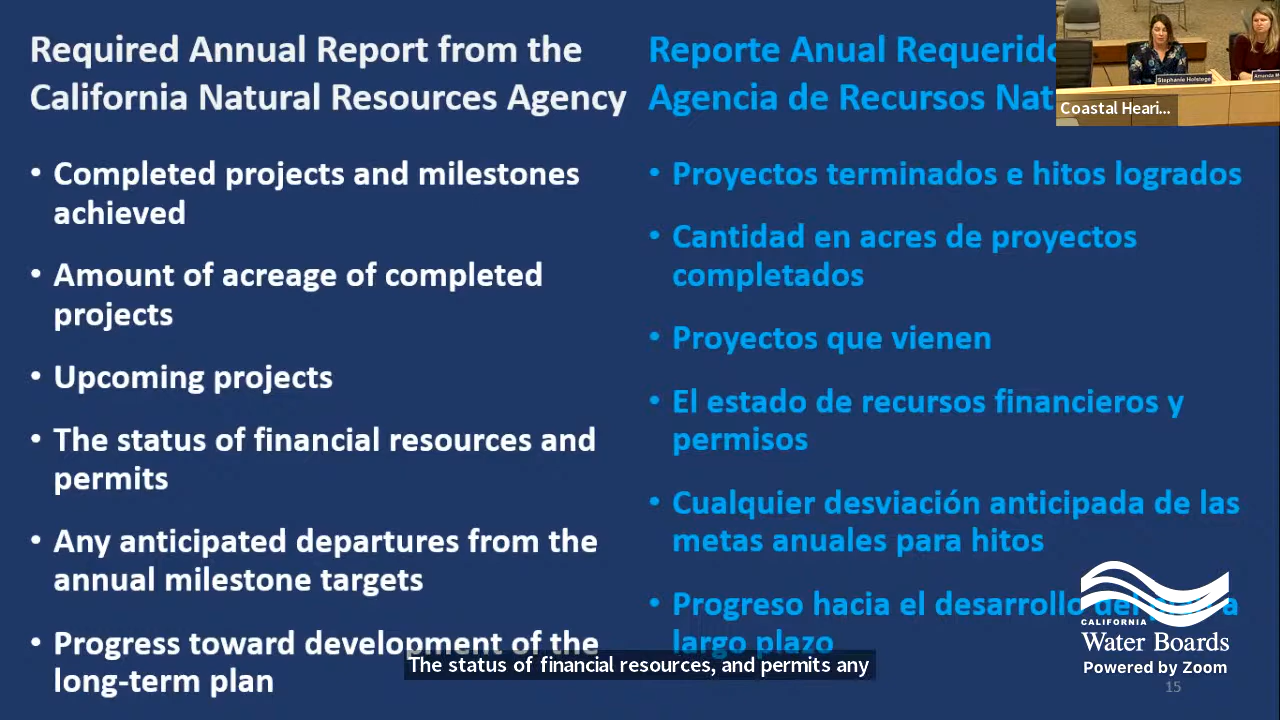 Required Annual Report from the
California Natural Resources Agency
• Completed projects and milestones
achieved
• Amount of acreage of completed
projects
• Upcoming projects
• The status of financial resources and
permits
• Any anticipated departures from the
annual milestone targets
• Progress toward development of the
long-term plan
Reporte Anual Requerido
Agencia de Recursos Nat
• Proyectos terminados e hitos logrados
• Cantidad en acres de proyectos
completados
• Proyectos que vienen
• El estado de recursos financieros y
permisos
• Cualquier desviación anticipada de las
metas anuales para hitos
• Progreso hacia el desarrollo del a
largo plazo
Stephanie Holstege
Amanda M
Coastal Heari...
The status of financial resources, and permits any
CALIFORNIA
Water Boards
Powered by Zoom
15